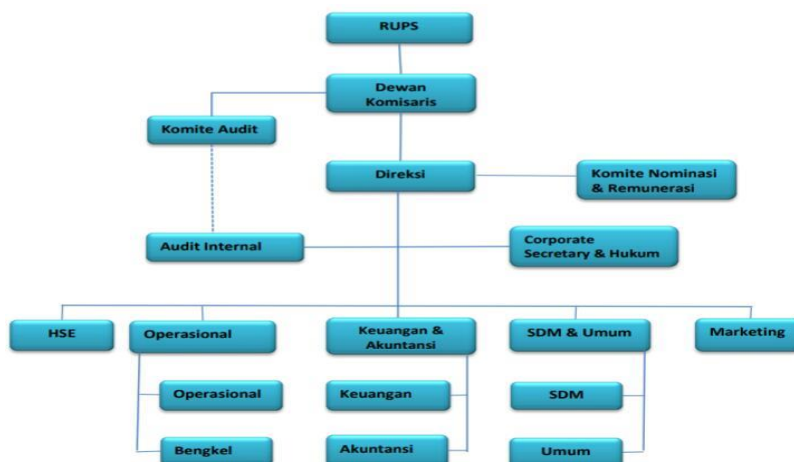 RUPS
Dewan
Komisaris
Komite Audit
Direksi
Komite Nominasi
& Remunerasi
Audit Internal
Corporate
Secretary & Hukum
HSE
Operasional
Keuangan &
Akuntansi
SDM & Umum
Marketing
Operasional
Keuangan
SDM
Bengkel
Akuntansi
Umum